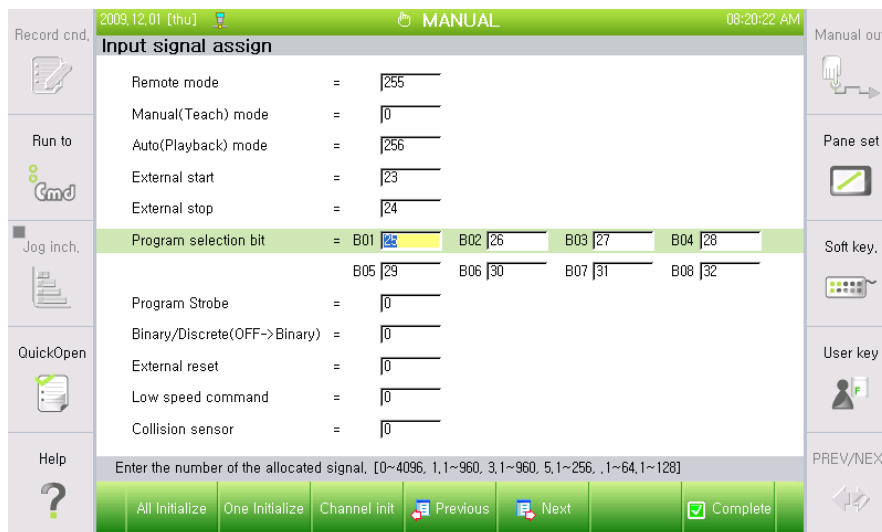 2009.12.01 [thu] MANUAL 08:20:22 AM
Input signal assign
Record cnd.
Run to
Cmd
Jog inch.
QuickOpen
Help
?
Remote mode = 255
Manual(Teach) mode = 0
Auto(Playback) mode = 256
External start = 23
External stop = 24
Program selection bit = B01 25 B02 26 B03 27 B04 28
B05 29 B06 30 B07 31 B08 32
Program Strobe = 0
Binary/Discrete(OFF->Binary) = 0
External reset = 0
Low speed command = 0
Collision sensor = 0
Enter the number of the allocated signal. [0~4096, 1.1~960, 3.1~960, 5.1~256, .1~64.1~128]
All Initialize One Initialize Channel init Previous Next Complete
Manual ou
Pane set
Soft key.
User key
F
PREV/NEX